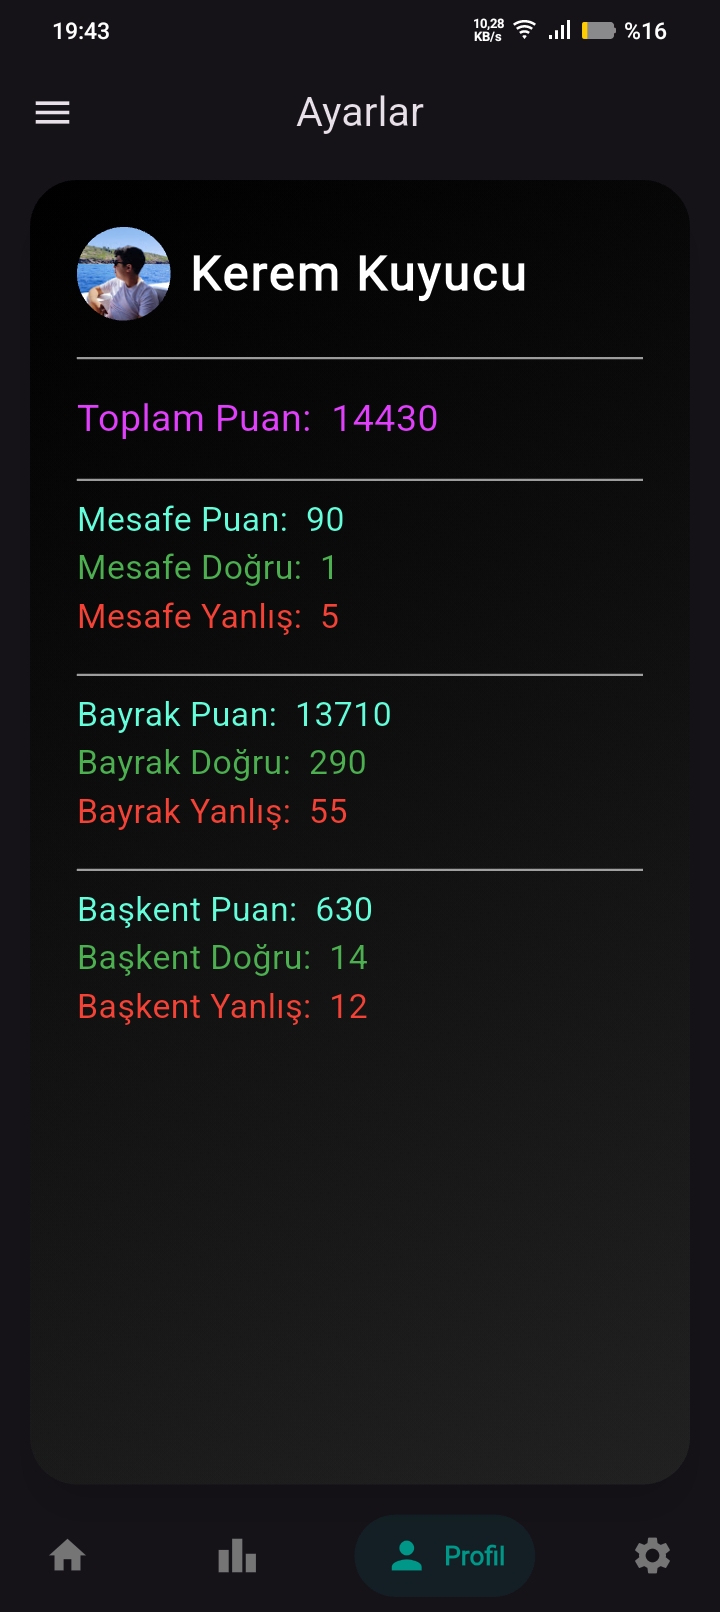 19:43
10,28
KB/s
%16
Ayarlar
Kerem Kuyucu
Toplam Puan: 14430
Mesafe Puan: 90
Mesafe Doğru: 1
Mesafe Yanlış: 5
Bayrak Puan: 13710
Bayrak Doğru: 290
Bayrak Yanlış: 55
Başkent Puan: 630
Başkent Doğru: 14
Başkent Yanlış: 12
Profil